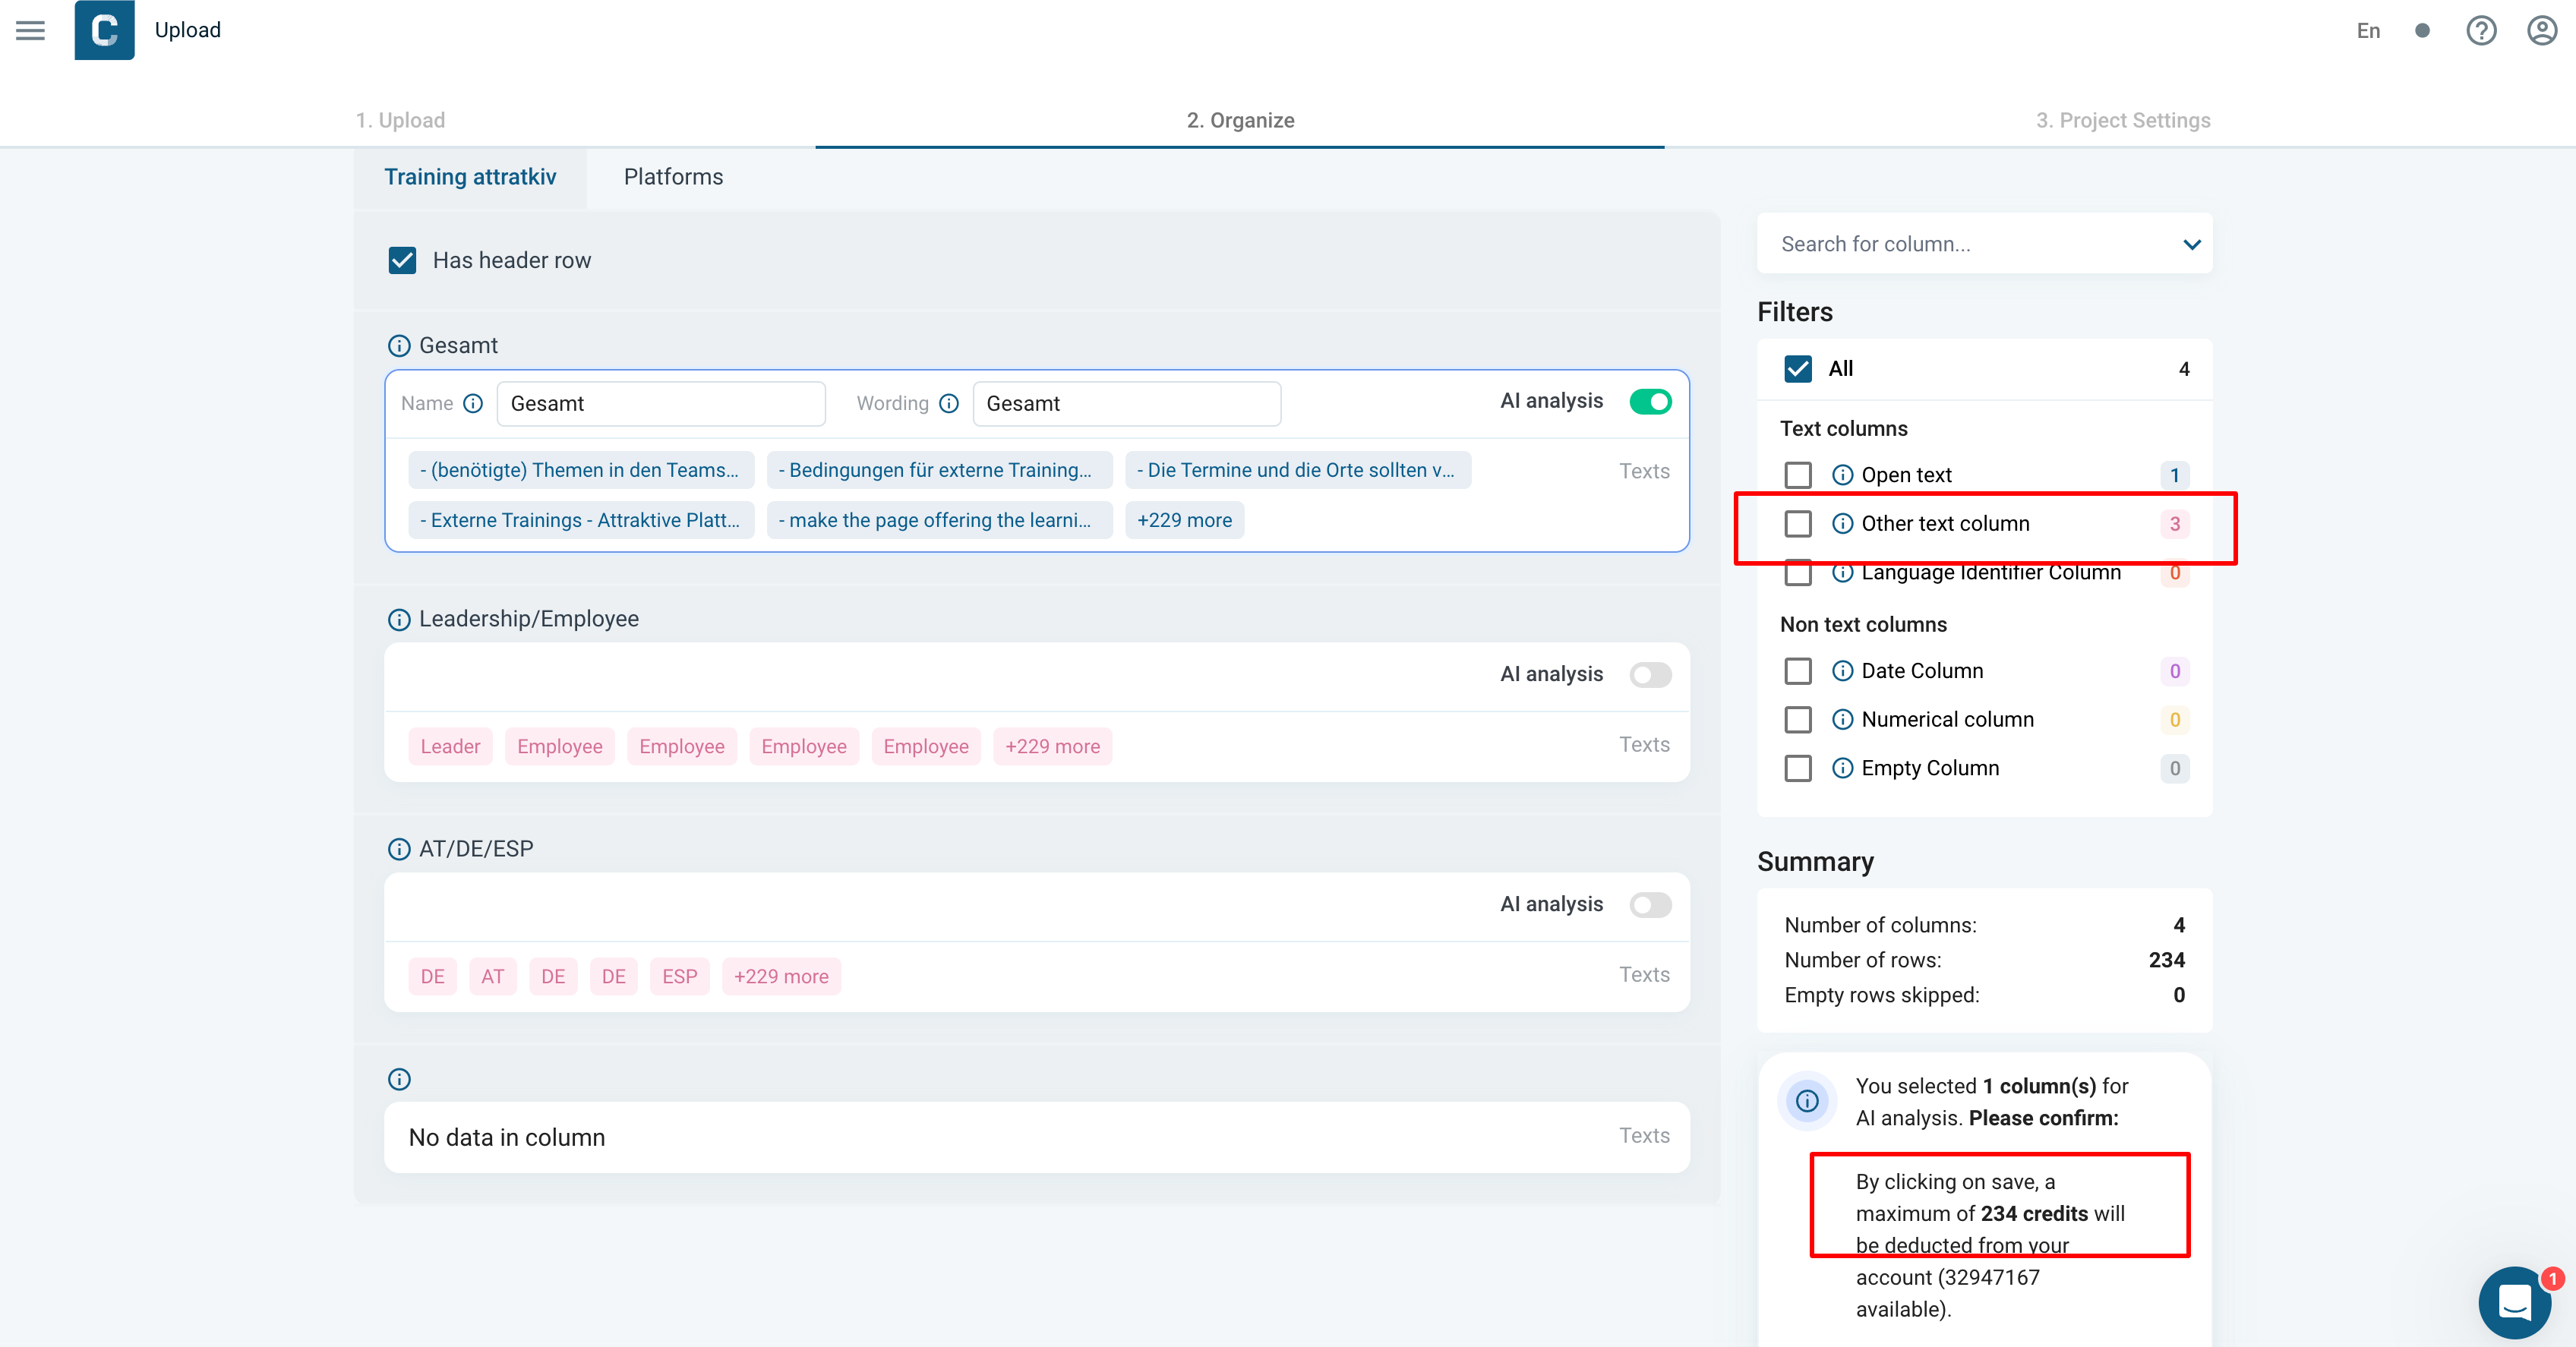 Upload
En
1. Upload
2. Organize
3. Project Settings
Training attratkiv
Platforms
Has header row
Gesamt
Name
Gesamt
Wording
Gesamt
AI analysis
- (benötigte) Themen in den Teams...
- Bedingungen für externe Training...
- Die Termine und die Orte sollten v...
Texts
- Externe Trainings - Attraktive Platt...
- make the page offering the learni...
+229 more
Leadership/Employee
AI analysis
Leader
Employee
Employee
Employee
Employee
+229 more
Texts
AT/DE/ESP
AI analysis
DE
AT
DE
DE
ESP
+229 more
Texts
No data in column
Texts
Search for column...
Filters
All 4
Text columns
Open text 1
Other text column 3
Language Identifier Column 0
Non text columns
Date Column 0
Numerical column 0
Empty Column 0
Summary
Number of columns: 4
Number of rows: 234
Empty rows skipped: 0
You selected 1 column(s) for
AI analysis. Please confirm:
By clicking on save, a
maximum of 234 credits will
be deducted from your
account (32947167
available).
1